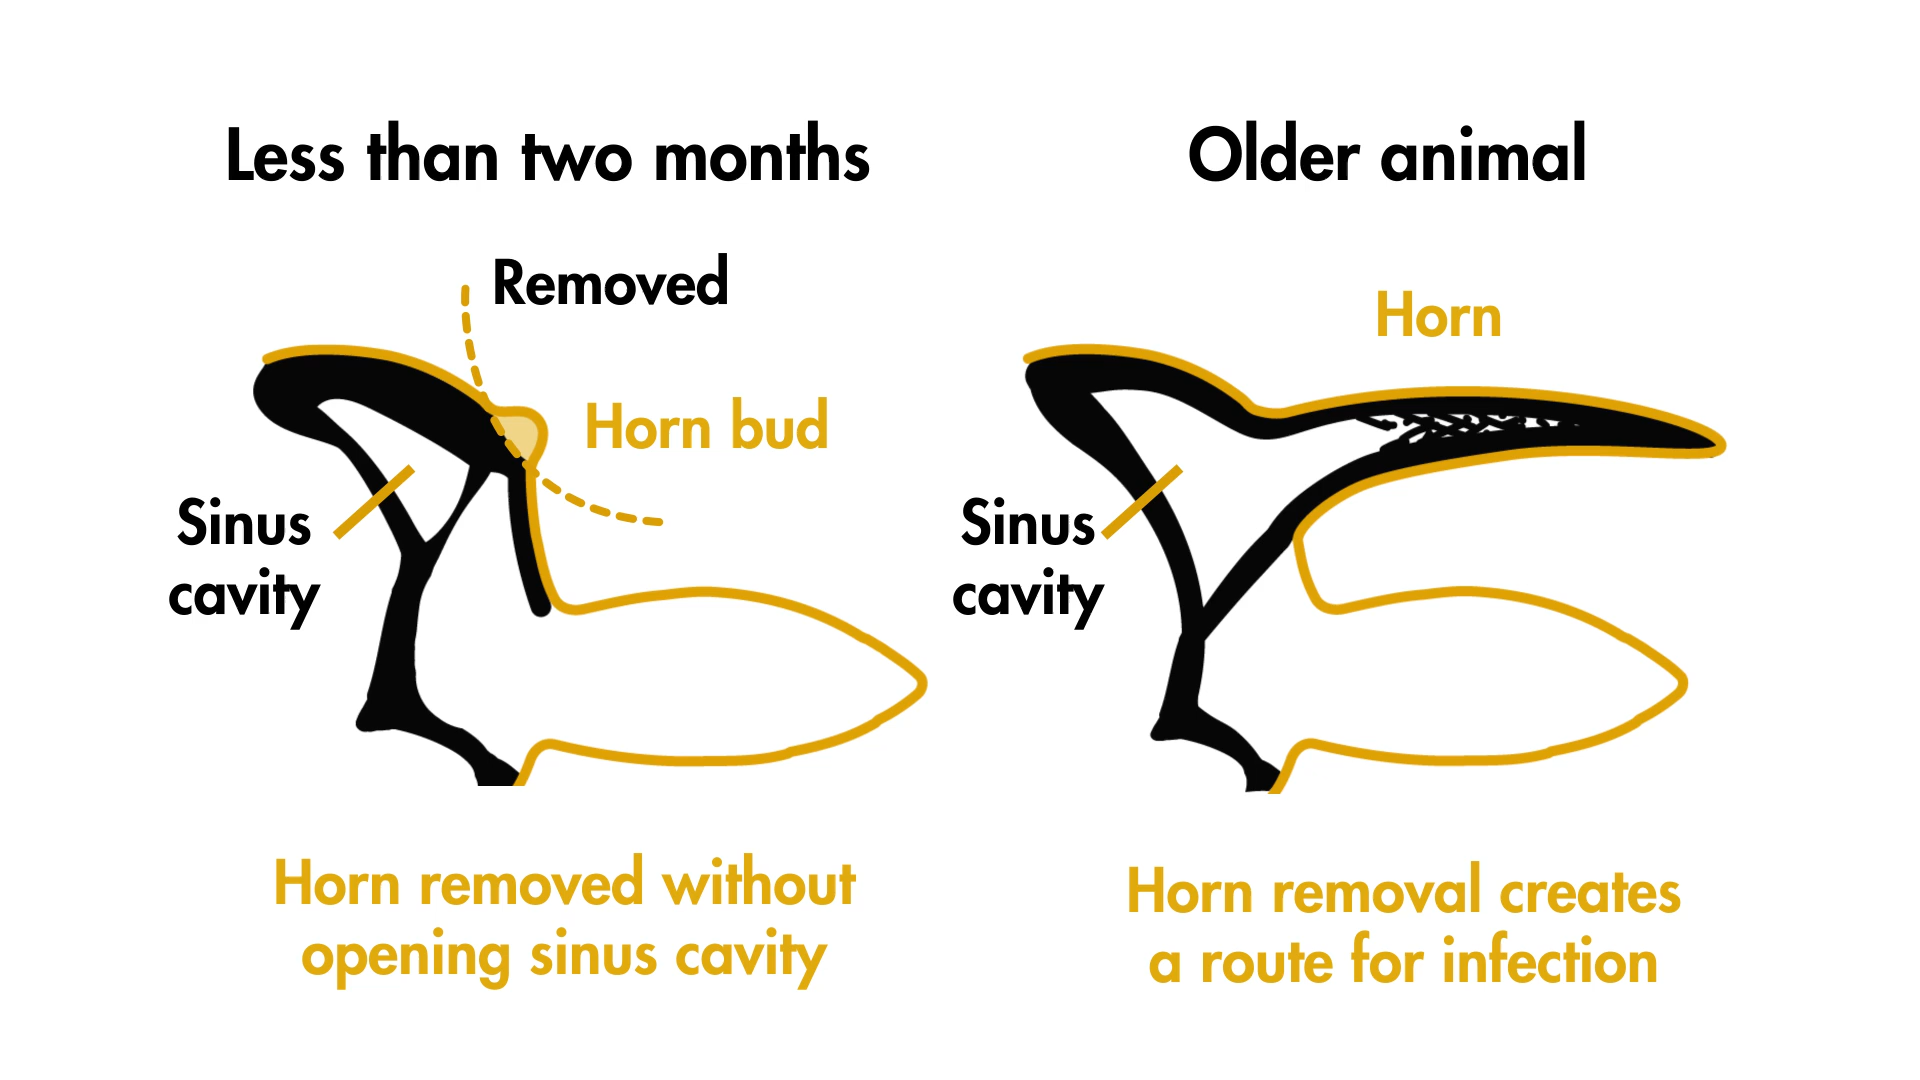 Less than two months
Removed
Horn bud
Sinus
cavity
Horn removed without
opening sinus cavity
Older animal
Horn
Sinus
cavity
Horn removal creates
a route for infection